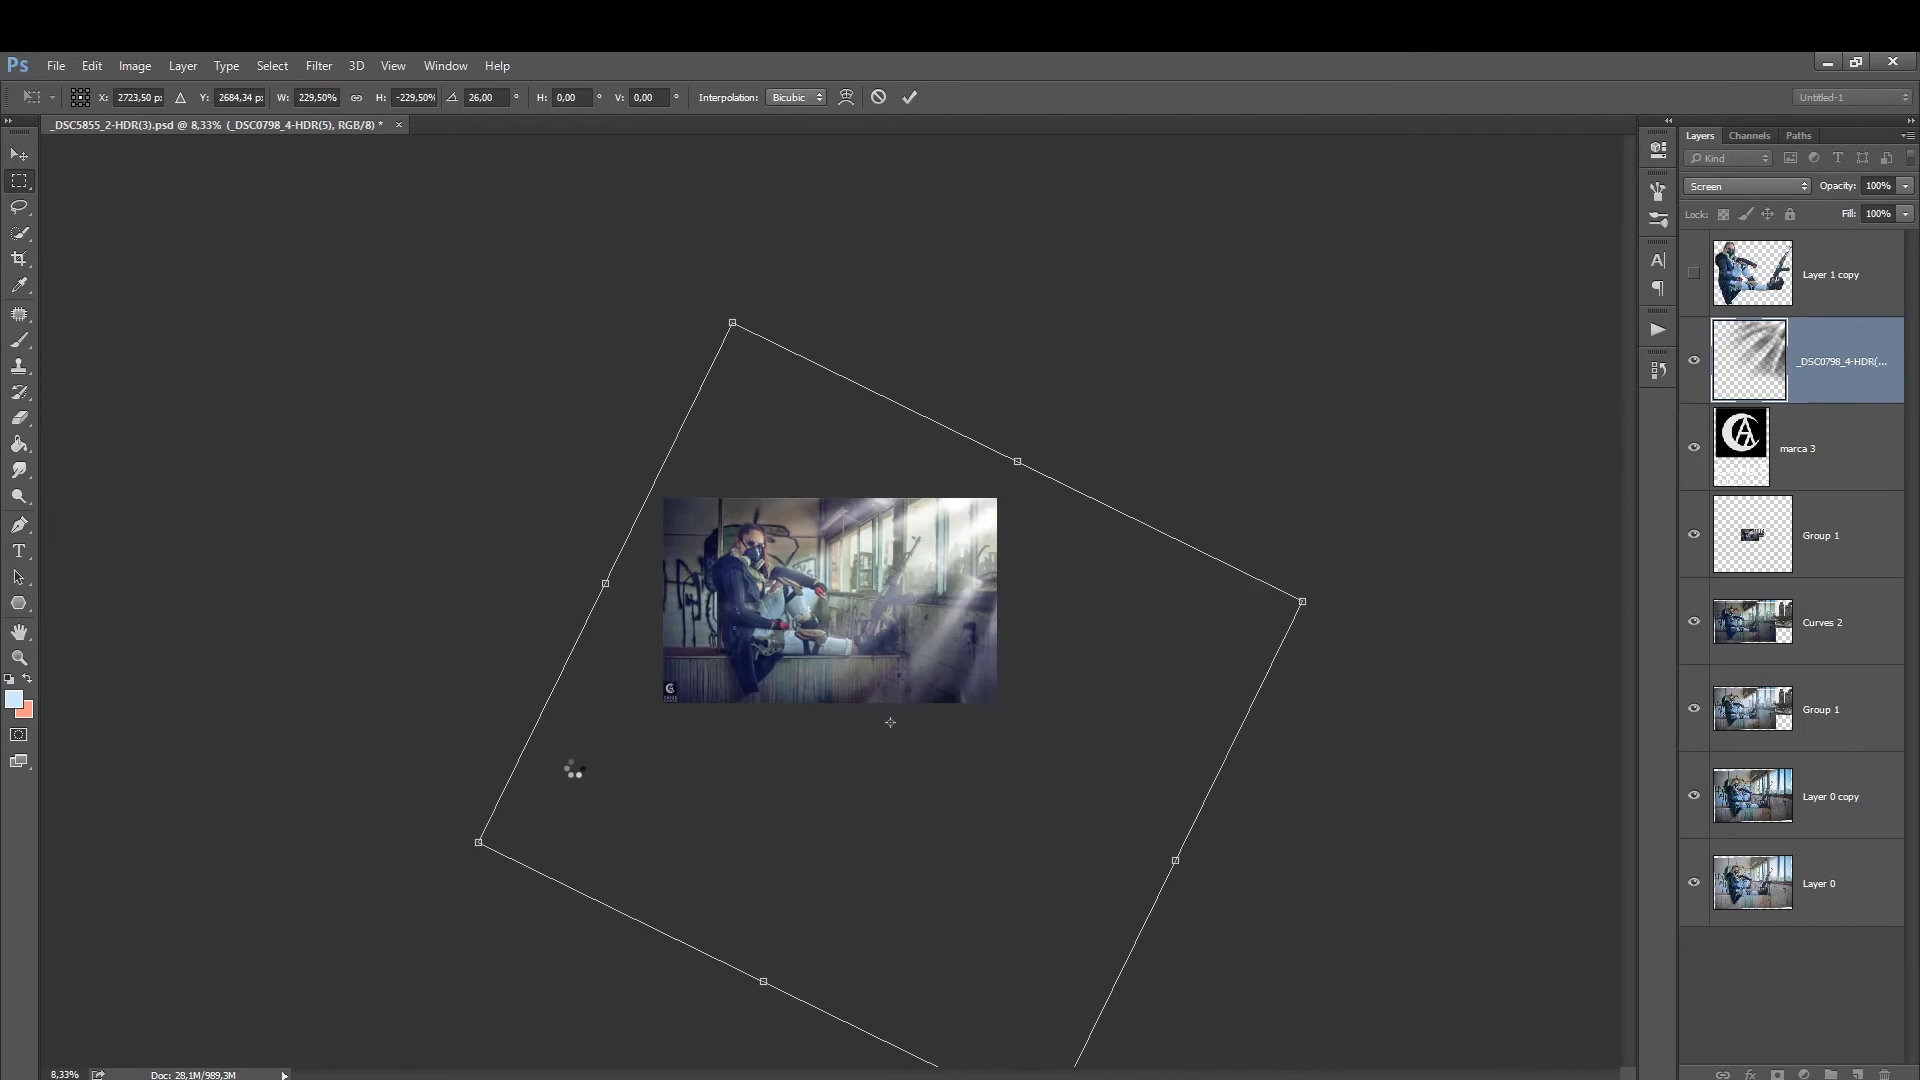 Ps File Edit Image Layer Type Select Filter 3D View Window Help
X: 2723,50 px Y: 2684,34 px W: 229,50% H: -229,50% 26,00 ° H: 0,00 ° V: 0,00 ° Interpolation: Bicubic Untitled-1
_DSC5855_2-HDR(3).psd @ 8,33% (_DSC0798_4-HDR(5), RGB/8) * ×
Layers Channels Paths
Kind
Screen Opacity: 100%
Lock: Fill: 100%
Layer 1 copy
_DSC0798_4-HDR(...
marca 3
Group 1
Curves 2
Group 1
Layer 0 copy
Layer 0
8,33% Doc: 28,1M/989,3M